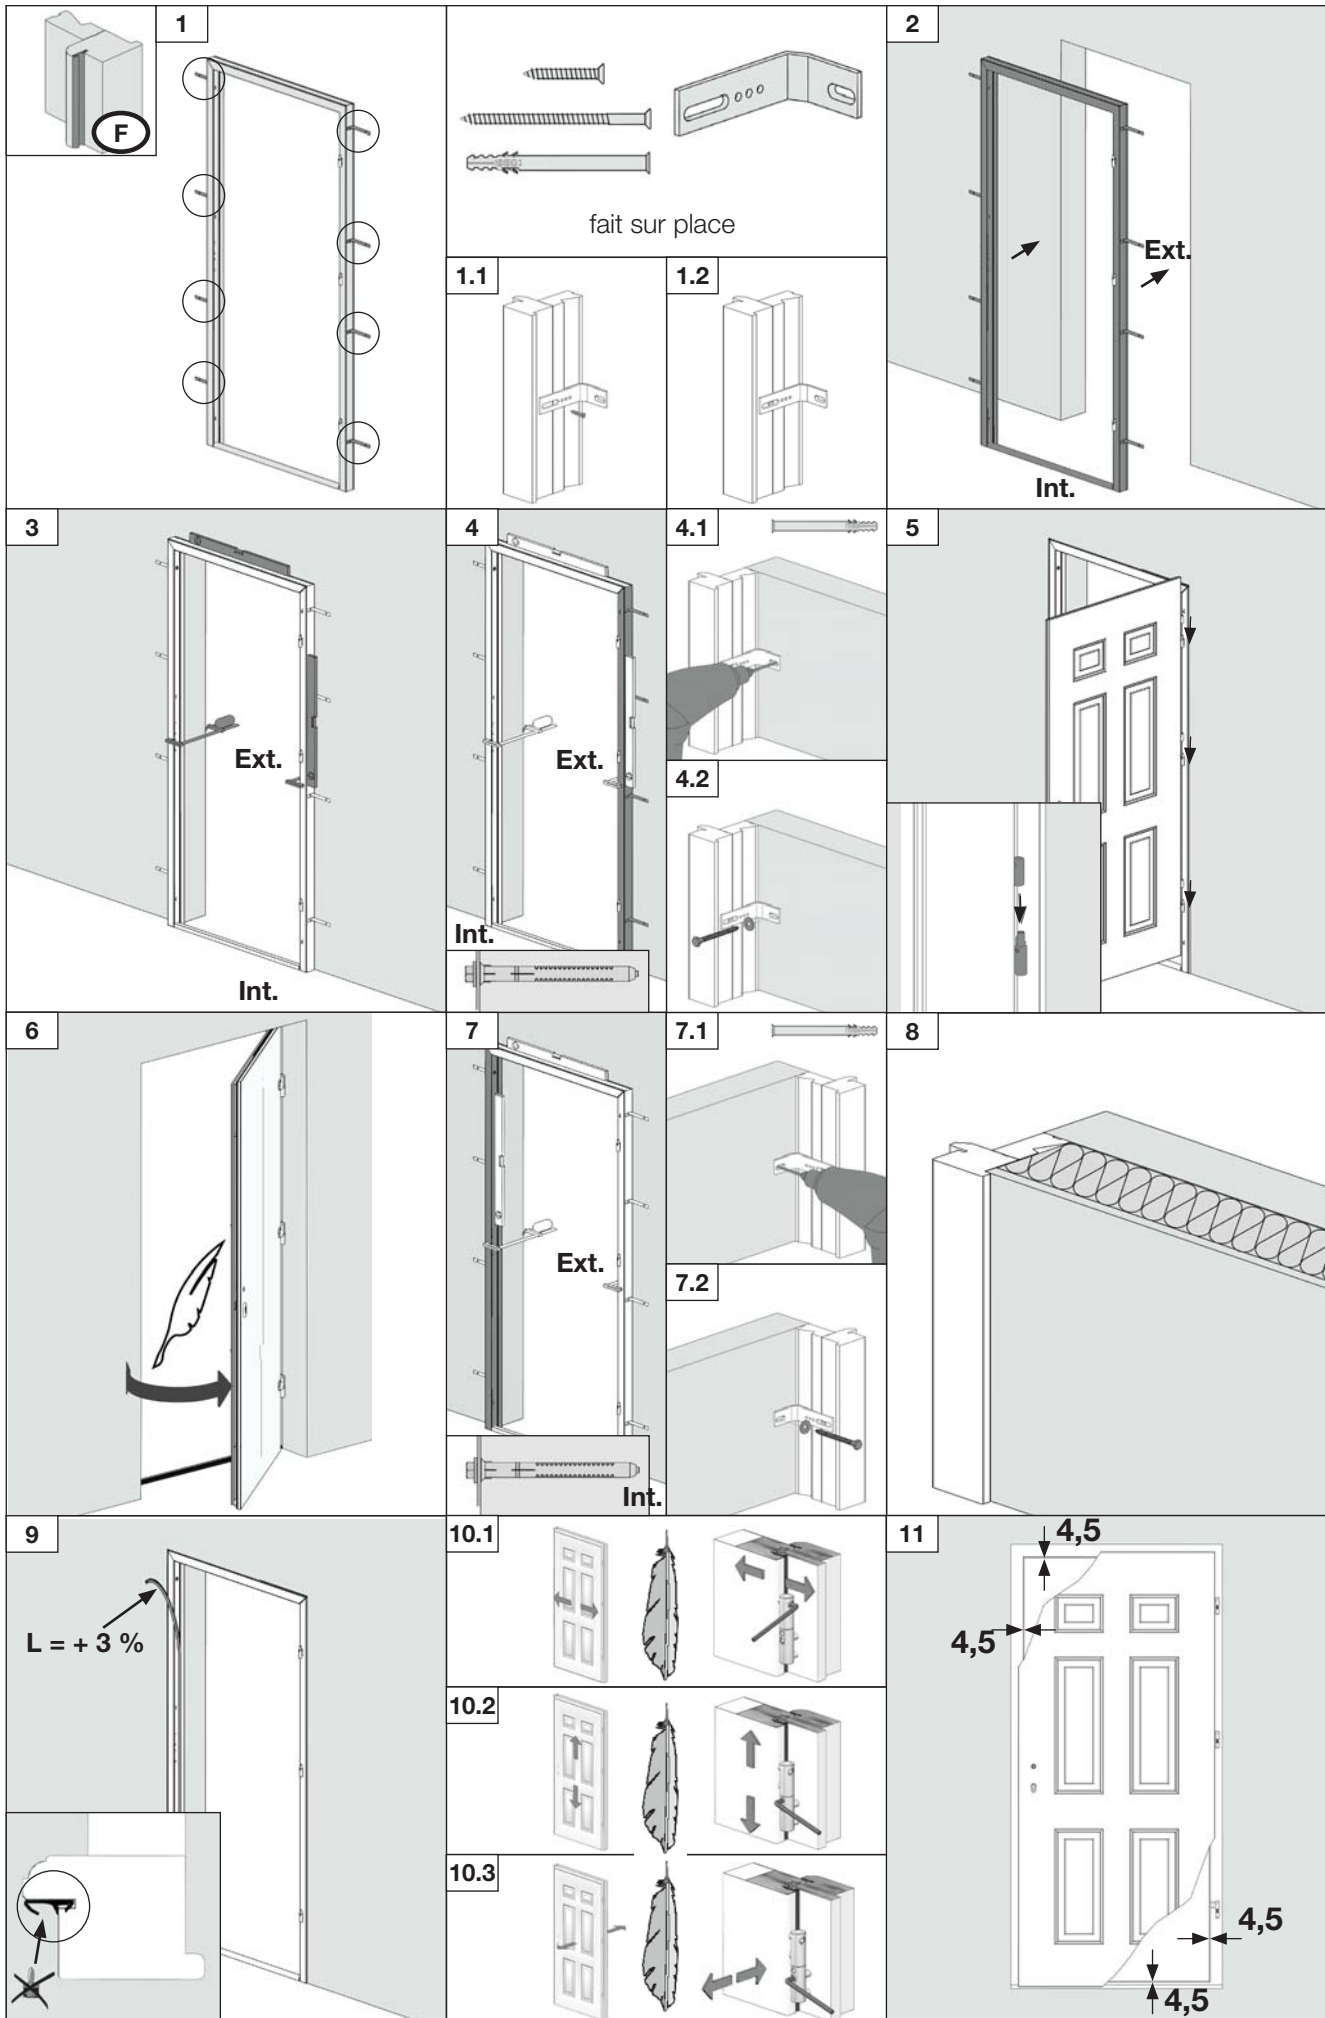 1
F
fait sur place
1.1
1.2
2
Ext.
Int.
3
Ext.
Int.
4
Ext.
Int.
4.1
4.2
5
6
7
Ext.
Int.
7.1
7.2
8
9
L = + 3 %
10.1
10.2
10.3
11
4,5
4,5
4,5
4,5